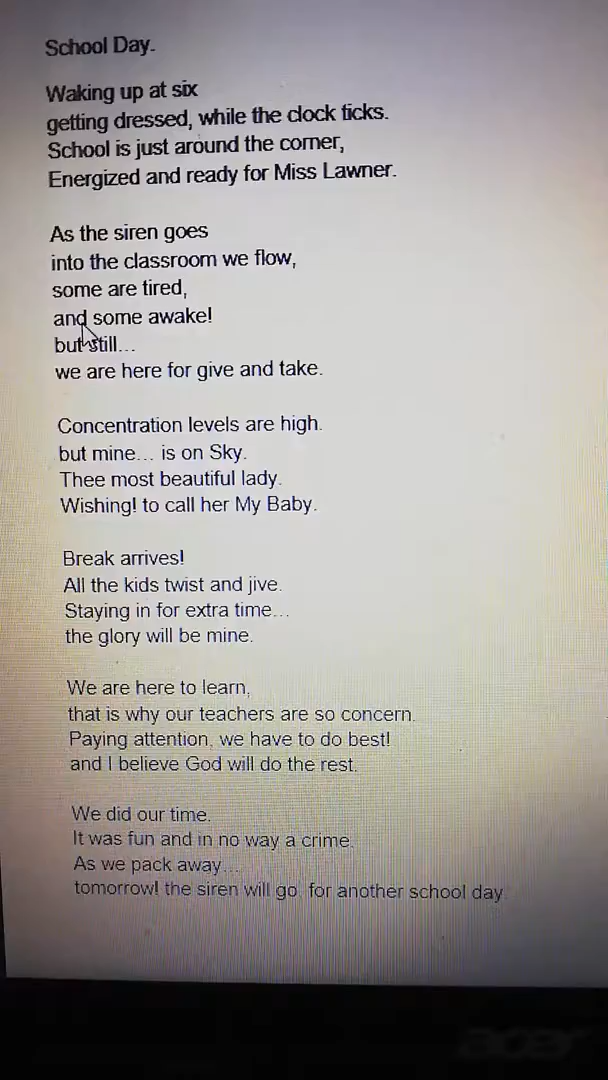 School Day.
Waking up at six
getting dressed, while the clock ticks.
School is just around the corner,
Energized and ready for Miss Lawner.
As the siren goes
into the classroom we flow,
some are tired,
and some awake!
but still...
we are here for give and take.
Concentration levels are high.
but mine... is on Sky.
Thee most beautiful lady.
Wishing! to call her My Baby.
Break arrives!
All the kids twist and jive.
Staying in for extra time...
the glory will be mine.
We are here to learn,
that is why our teachers are so concern.
Paying attention, we have to do best!
and I believe God will do the rest.
We did our time.
It was fun and in no way a crime.
As we pack away...
tomorrow! the siren will go, for another school day.
acer